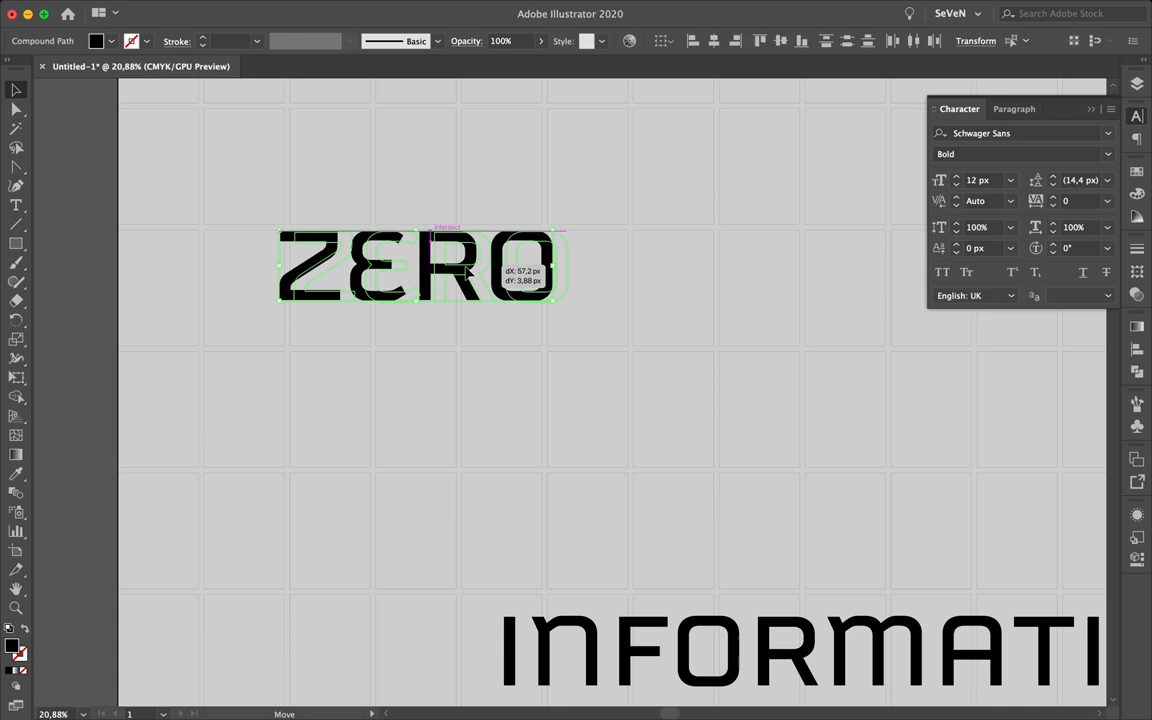 Adobe Illustrator 2020
SeVeN
Search Adobe Stock
Compound Path
Stroke:
Basic
Opacity: 100%
Style:
Transform
Untitled-1* @ 20,88% (CMYK/GPU Preview)
Character
Paragraph
Schwager Sans
Bold
12 px
(14,4 px)
Auto
0
100%
100%
0 px
0°
English: UK
intersect
ZERO
dX: 57,2 px
dY: 3,88 px
INFORMATI
20,88%
1
Move